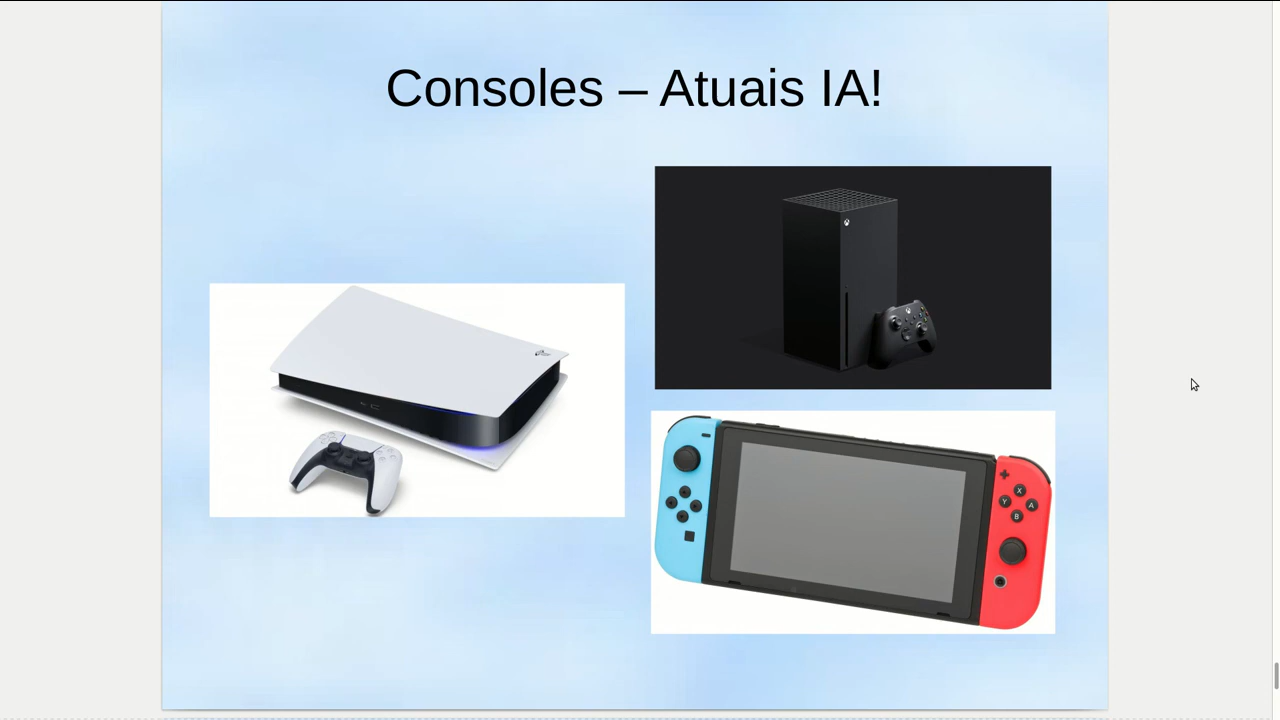 Consoles – Atuais IA!
X
Y
A
B